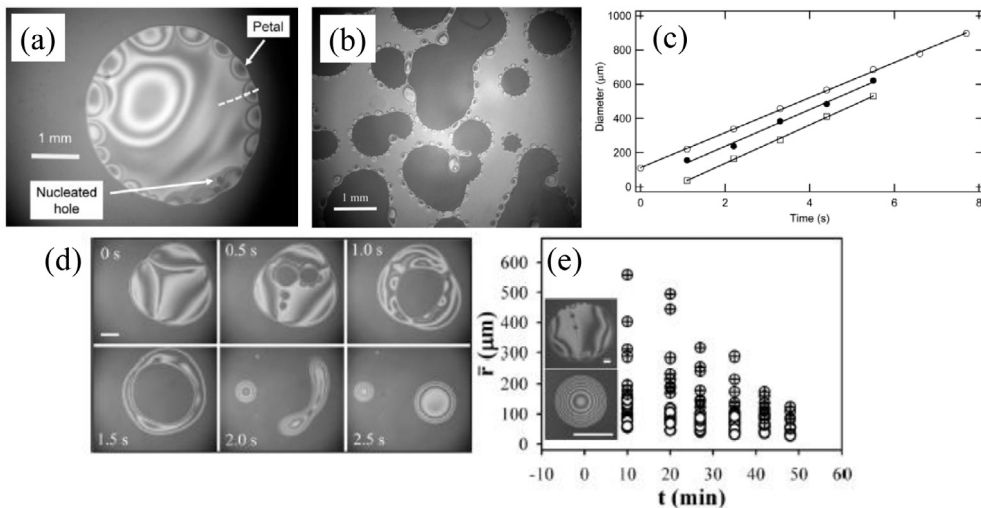 (a)
Petal
1 mm
Nucleated
hole
(b)
1 mm
(c)
Diameter (μm)
1000
800
600
400
200
0
0
2
4
6
8
Time (s)
(d)
0 s
0.5 s
1.0 s
1.5 s
2.0 s
2.5 s
(e)
r̄ (μm)
600
500
400
300
200
100
0
-10
0
10
20
30
40
50
60
t (min)